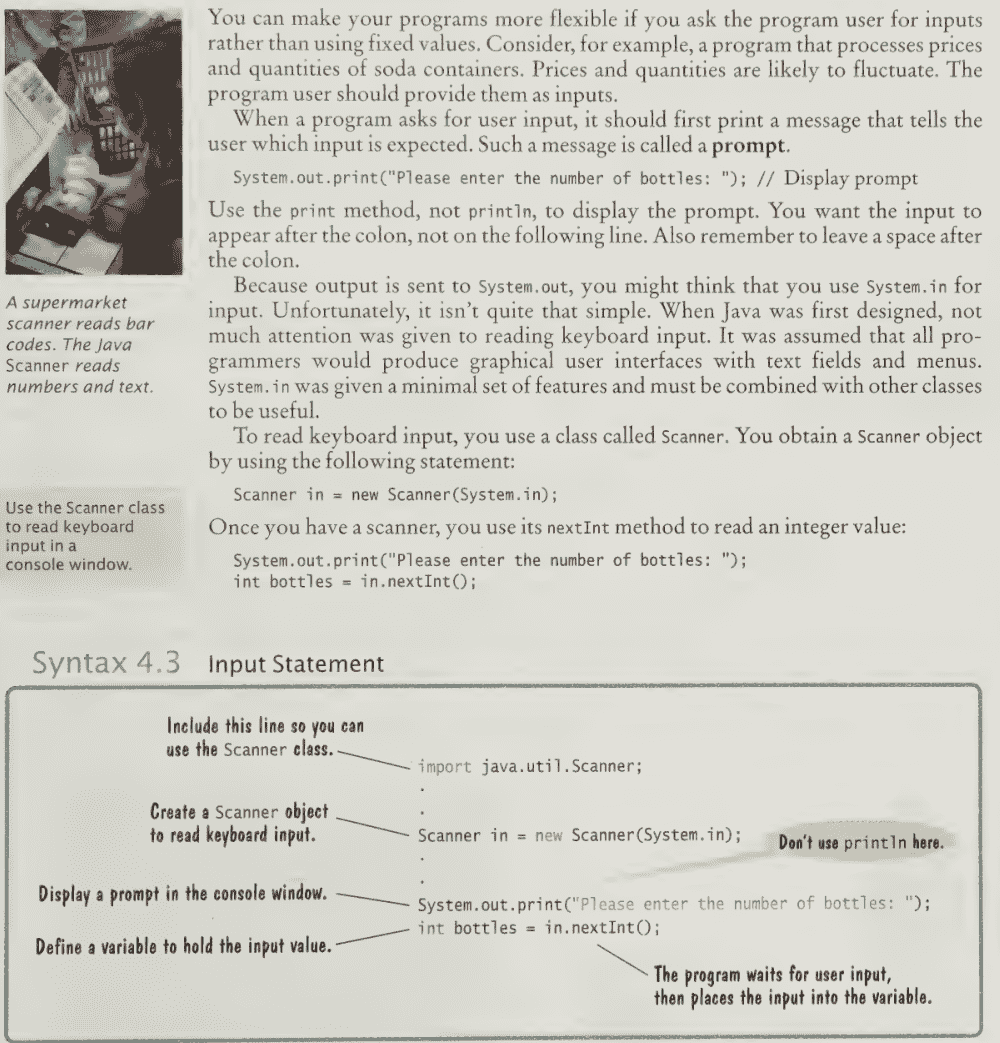 You can make your programs more flexible if you ask the program user for inputs
rather than using fixed values. Consider, for example, a program that processes prices
and quantities of soda containers. Prices and quantities are likely to fluctuate. The
program user should provide them as inputs.
When a program asks for user input, it should first print a message that tells the
user which input is expected. Such a message is called a prompt.
System.out.print("Please enter the number of bottles: "); // Display prompt
Use the print method, not println, to display the prompt. You want the input to
appear after the colon, not on the following line. Also remember to leave a space after
the colon.
Because output is sent to System.out, you might think that you use System.in for
input. Unfortunately, it isn't quite that simple. When Java was first designed, not
much attention was given to reading keyboard input. It was assumed that all pro-
grammers would produce graphical user interfaces with text fields and menus.
System.in was given a minimal set of features and must be combined with other classes
to be useful.
To read keyboard input, you use a class called Scanner. You obtain a Scanner object
by using the following statement:
Scanner in = new Scanner(System.in);
Once you have a scanner, you use its nextInt method to read an integer value:
System.out.print("Please enter the number of bottles: ");
int bottles = in.nextInt();
A supermarket
scanner reads bar
codes. The Java
Scanner reads
numbers and text.
Use the Scanner class
to read keyboard
input in a
console window.
Syntax 4.3 Input Statement
Include this line so you can
use the Scanner class.
import java.util.Scanner;
.
.
Create a Scanner object
to read keyboard input.
Scanner in = new Scanner(System.in);
Don't use println here.
.
.
Display a prompt in the console window.
System.out.print("Please enter the number of bottles: ");
Define a variable to hold the input value.
int bottles = in.nextInt();
The program waits for user input,
then places the input into the variable.